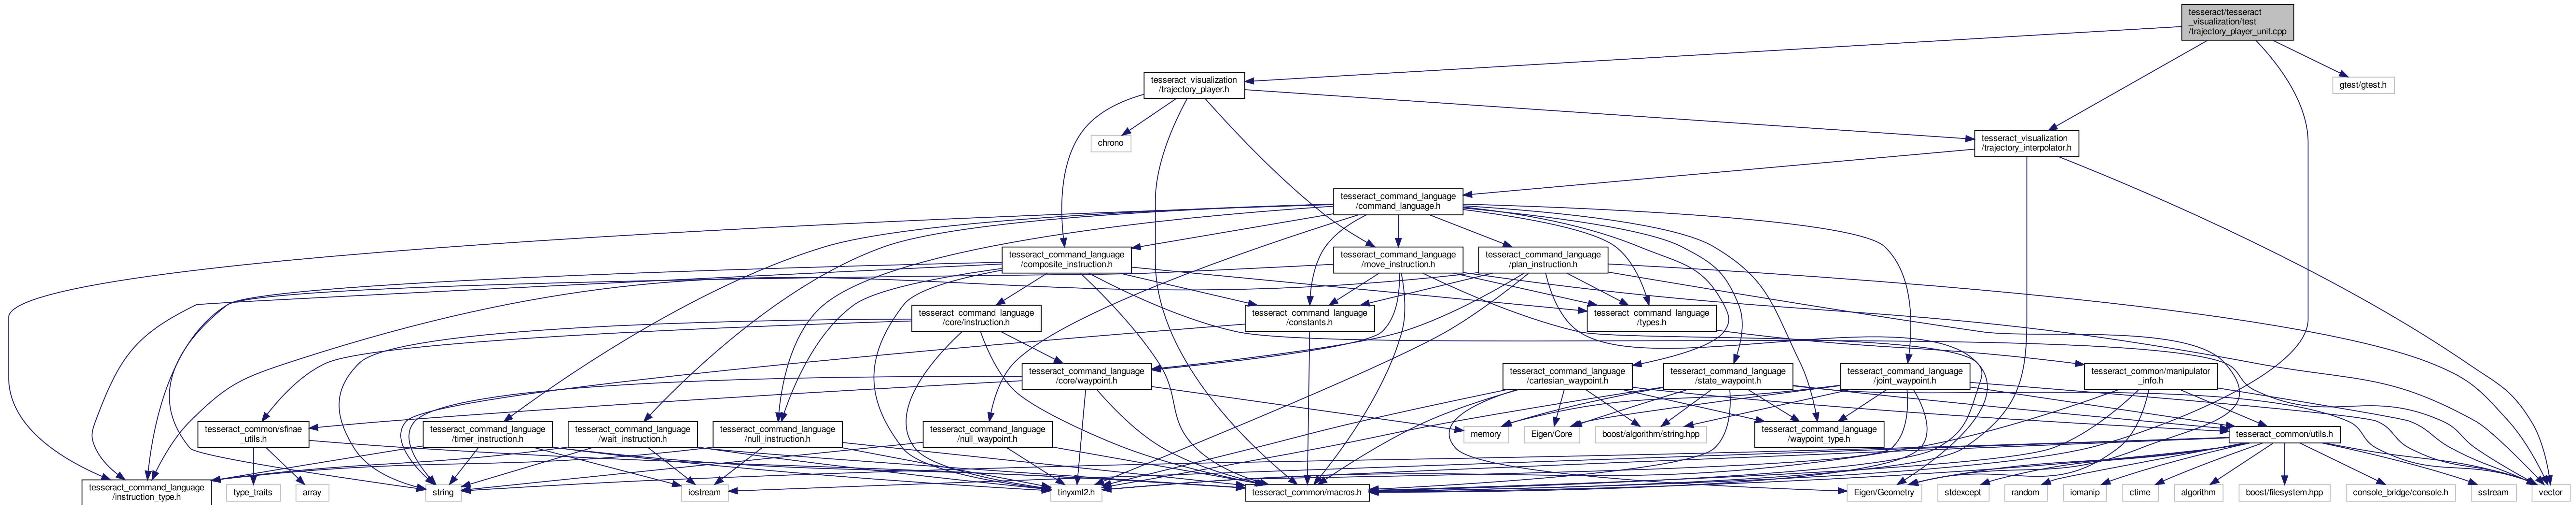 tesseract/tesseract
_visualization/test
/trajectory_player_unit.cpp
tesseract_visualization
/trajectory_player.h
gtest/gtest.h
chrono
tesseract_visualization
/trajectory_interpolator.h
tesseract_command_language
/command_language.h
tesseract_command_language
/composite_instruction.h
tesseract_command_language
/move_instruction.h
tesseract_command_language
/plan_instruction.h
tesseract_command_language
/core/instruction.h
tesseract_command_language
/constants.h
tesseract_command_language
/types.h
tesseract_command_language
/core/waypoint.h
tesseract_command_language
/cartesian_waypoint.h
tesseract_command_language
/state_waypoint.h
tesseract_command_language
/joint_waypoint.h
tesseract_common/manipulator
_info.h
tesseract_common/sfinae
_utils.h
tesseract_command_language
/timer_instruction.h
tesseract_command_language
/wait_instruction.h
tesseract_command_language
/null_instruction.h
tesseract_command_language
/null_waypoint.h
memory
Eigen/Core
boost/algorithm/string.hpp
tesseract_command_language
/waypoint_type.h
tesseract_common/utils.h
tesseract_command_language
/instruction_type.h
type_traits
array
string
iostream
tinyxml2.h
tesseract_common/macros.h
Eigen/Geometry
stdexcept
random
iomanip
ctime
algorithm
boost/filesystem.hpp
console_bridge/console.h
sstream
vector